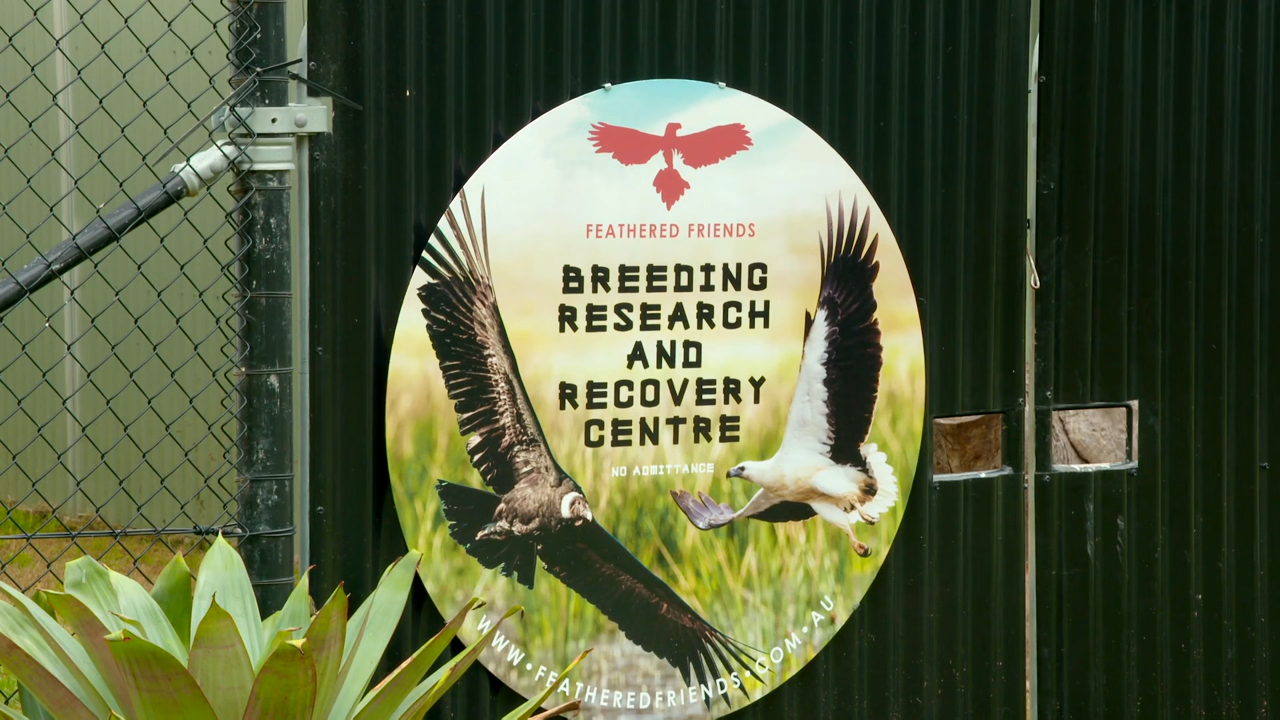 FEATHERED FRIENDS
BREEDING
RESEARCH
AND
RECOVERY
CENTRE
NO ADMITTANCE
WWW•FEATHEREDFRIENDS•COM•AU